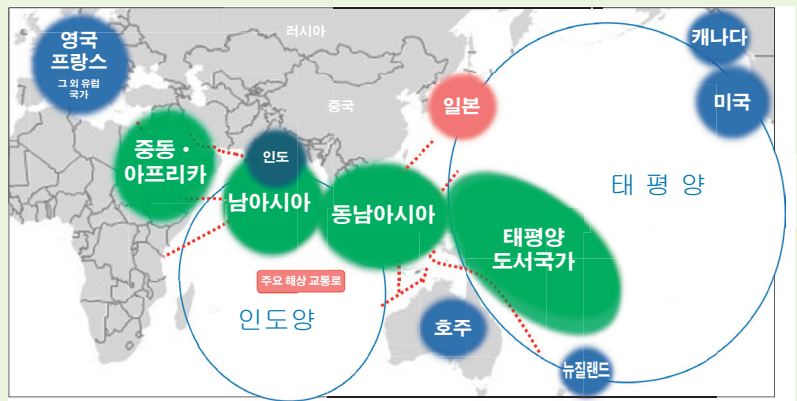 영국
프랑스
그 외 유럽
국가
러시아
중국
캐나다
미국
일본
인도
중동·
아프리카
남아시아
동남아시아
태평양
태평양
도서국가
주요 해상 교통로
인도양
호주
뉴질랜드